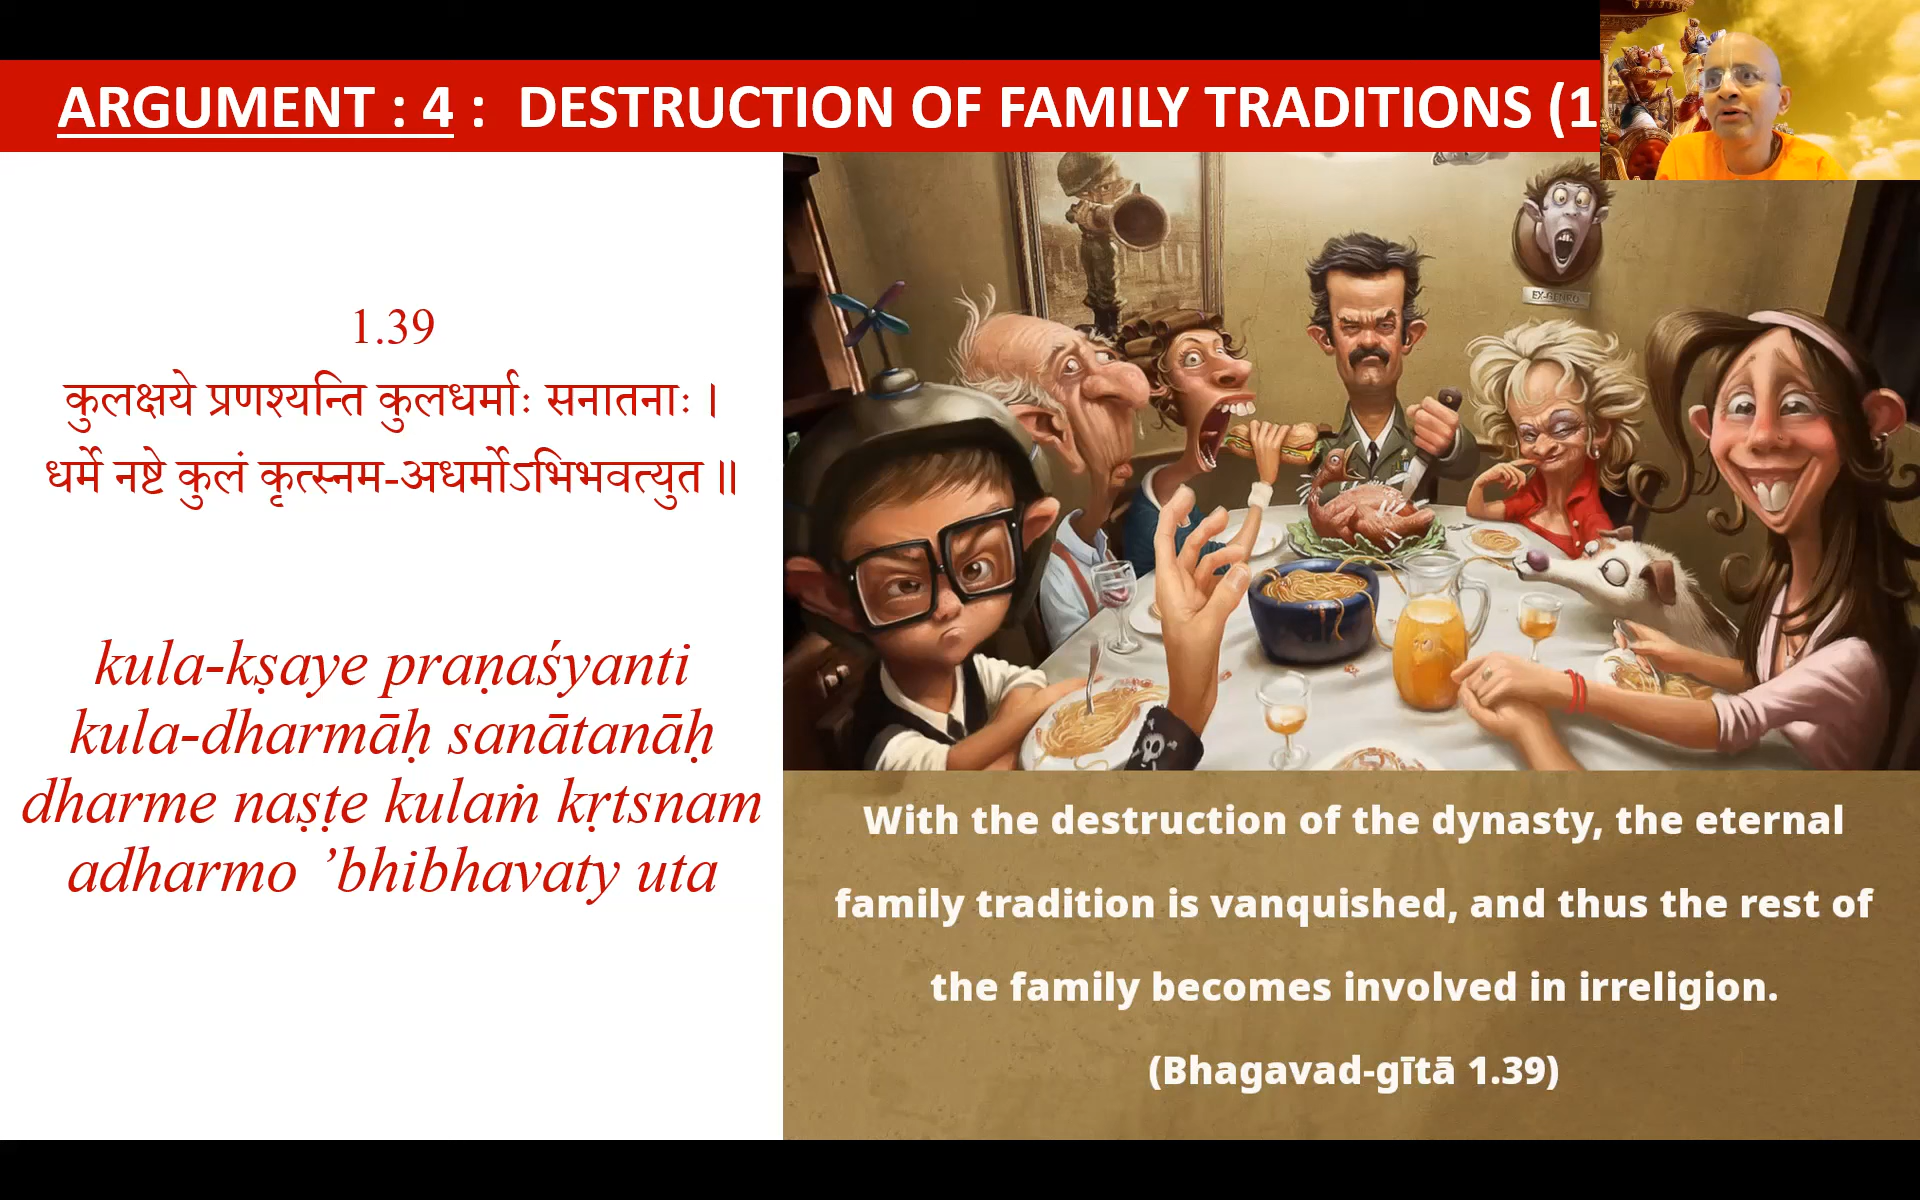 ARGUMENT : 4 : DESTRUCTION OF FAMILY TRADITIONS (1
1.39
कुलक्षये प्रणश्यन्ति कुलधर्माः सनातनाः ।
धर्मे नष्टे कुलं कृत्स्नम-अधर्मोऽभिभवत्युत ॥
kula-kṣaye praṇaśyanti
kula-dharmāḥ sanātanāḥ
dharme naṣṭe kulaṁ kṛtsnam
adharmo ’bhibhavaty uta
EX-GENRO
With the destruction of the dynasty, the eternal
family tradition is vanquished, and thus the rest of
the family becomes involved in irreligion.
(Bhagavad-gītā 1.39)